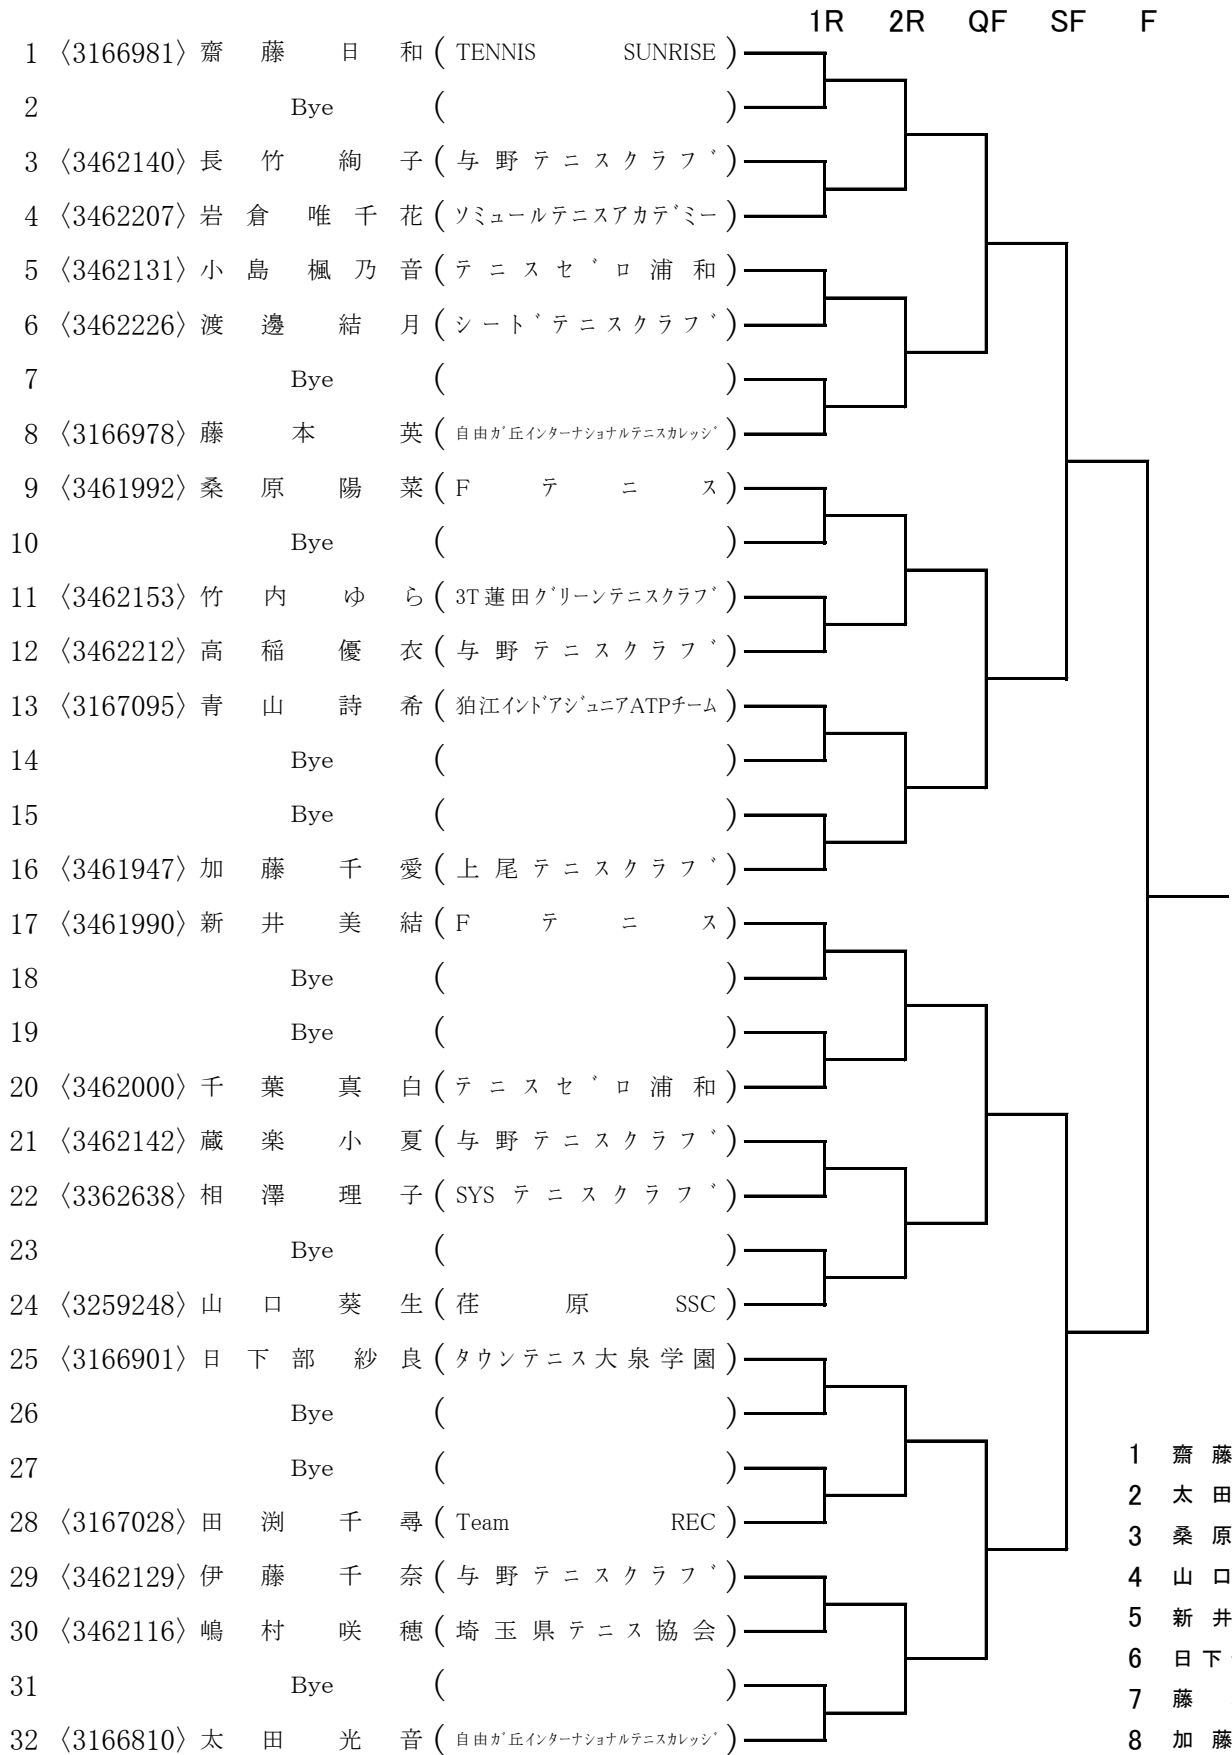 1R 2R QF SF F
1 〈3166981〉 齋藤 日和 ( TENNIS SUNRISE )
2 Bye ( )
3 〈3462140〉 長竹 絢子 ( 与野テニスクラブ )
4 〈3462207〉 岩倉 唯千花 ( ソミュールテニスアカデミー )
5 〈3462131〉 小島 楓乃音 ( テニスゼロ浦和 )
6 〈3462226〉 渡邊 結月 ( シードテニスクラブ )
7 Bye ( )
8 〈3166978〉 藤本 英 ( 自由ガ丘インターナショナルテニスカレッジ )
9 〈3461992〉 桑原 陽菜 ( Fテニス )
10 Bye ( )
11 〈3462153〉 竹内 ゆら ( 3T蓮田グリーンテニスクラブ )
12 〈3462212〉 高稲 優衣 ( 与野テニスクラブ )
13 〈3167095〉 青山 詩希 ( 狛江インドアジュニアATPチーム )
14 Bye ( )
15 Bye ( )
16 〈3461947〉 加藤 千愛 ( 上尾テニスクラブ )
17 〈3461990〉 新井 美結 ( Fテニス )
18 Bye ( )
19 Bye ( )
20 〈3462000〉 千葉 真白 ( テニスゼロ浦和 )
21 〈3462142〉 蔵楽 小夏 ( 与野テニスクラブ )
22 〈3362638〉 相澤 理子 ( SYSテニスクラブ )
23 Bye ( )
24 〈3259248〉 山口 葵生 ( 荏原SSC )
25 〈3166901〉 日下部 紗良 ( タウンテニス大泉学園 )
26 Bye ( )
27 Bye ( )
28 〈3167028〉 田渕 千尋 ( Team REC )
29 〈3462129〉 伊藤 千奈 ( 与野テニスクラブ )
30 〈3462116〉 嶋村 咲穂 ( 埼玉県テニス協会 )
31 Bye ( )
32 〈3166810〉 太田 光音 ( 自由ガ丘インターナショナルテニスカレッジ )
1 齋藤
2 太田
3 桑原
4 山口
5 新井
6 日下
7 藤
8 加藤